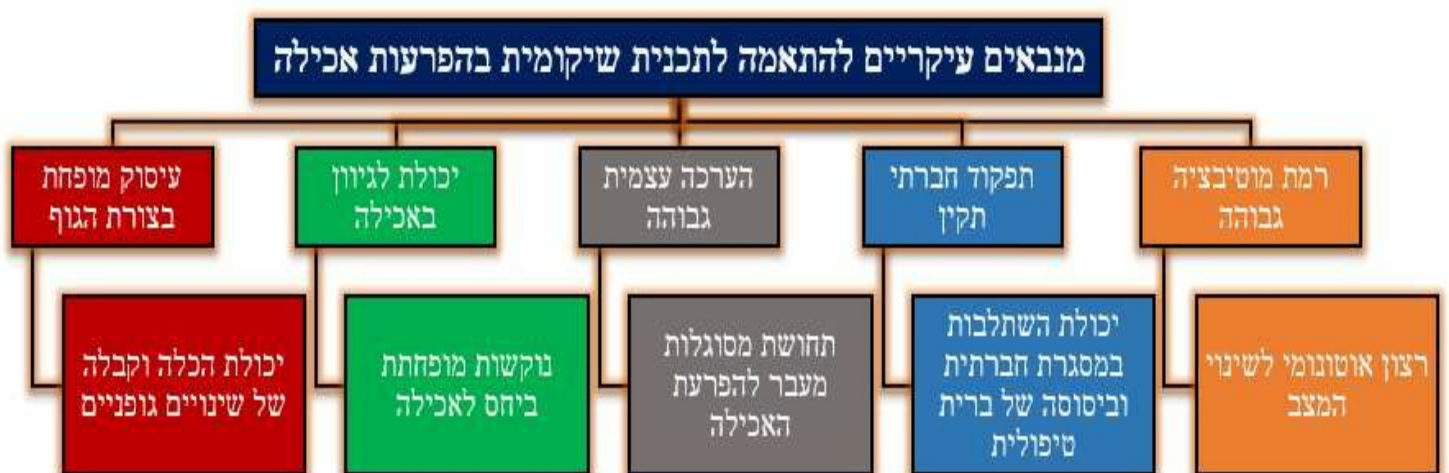 מנבאים עיקריים להתאמה לתכנית שיקומית בהפרעות אכילה
רמת מוטיבציה
גבוהה
רצון אוטונומי לשינוי
המצב
תפקוד חברתי
תקין
יכולת השתלבות
במסגרת חברתית
וביסוסה של ברית
טיפולית
הערכה עצמית
גבוהה
תחושת מסוגלות
מעבר להפרעת
האכילה
יכולת לגיוון
באכילה
נוקשות מופחתת
ביחס לאכילה
עיסוק מופחת
בצורת הגוף
יכולת הכלה וקבלה
של שינויים גופניים